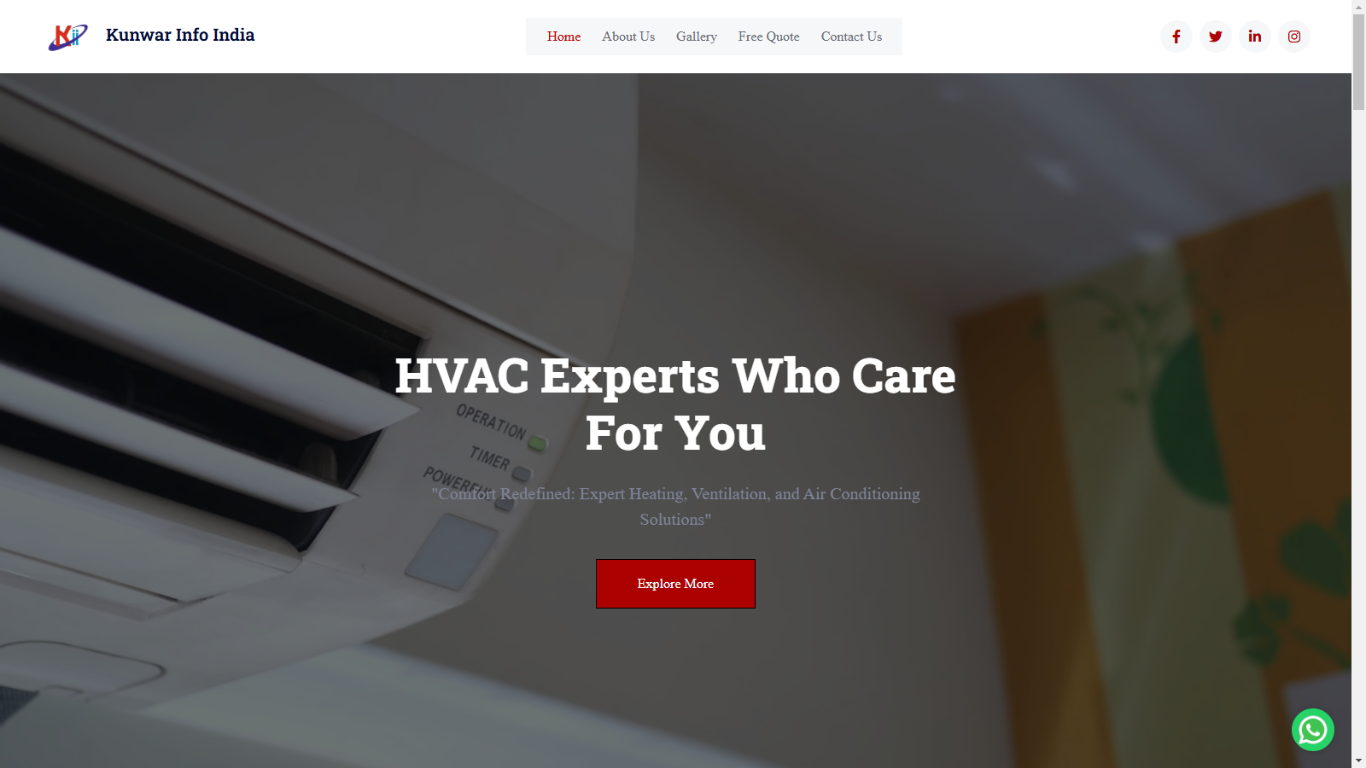 Kii
Kunwar Info India
Home
About Us
Gallery
Free Quote
Contact Us
HVAC Experts Who Care
For You
OPERATION
TIMER
POWERFUL
"Comfort Redefined: Expert Heating, Ventilation, and Air Conditioning
Solutions"
Explore More